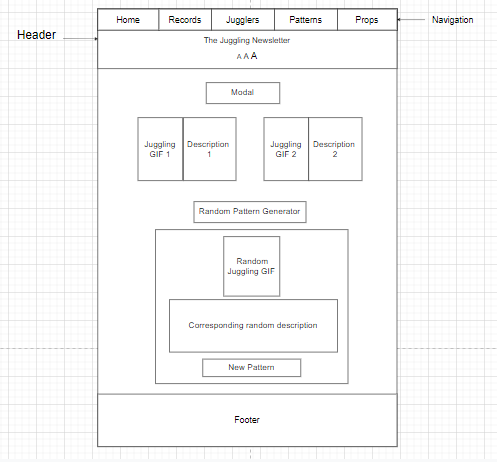 Home Records Jugglers Patterns Props
Navigation
Header
The Juggling Newsletter
A A A
Modal
Juggling
GIF 1
Description
1
Juggling
GIF 2
Description
2
Random Pattern Generator
Random
Juggling GIF
Corresponding random description
New Pattern
Footer